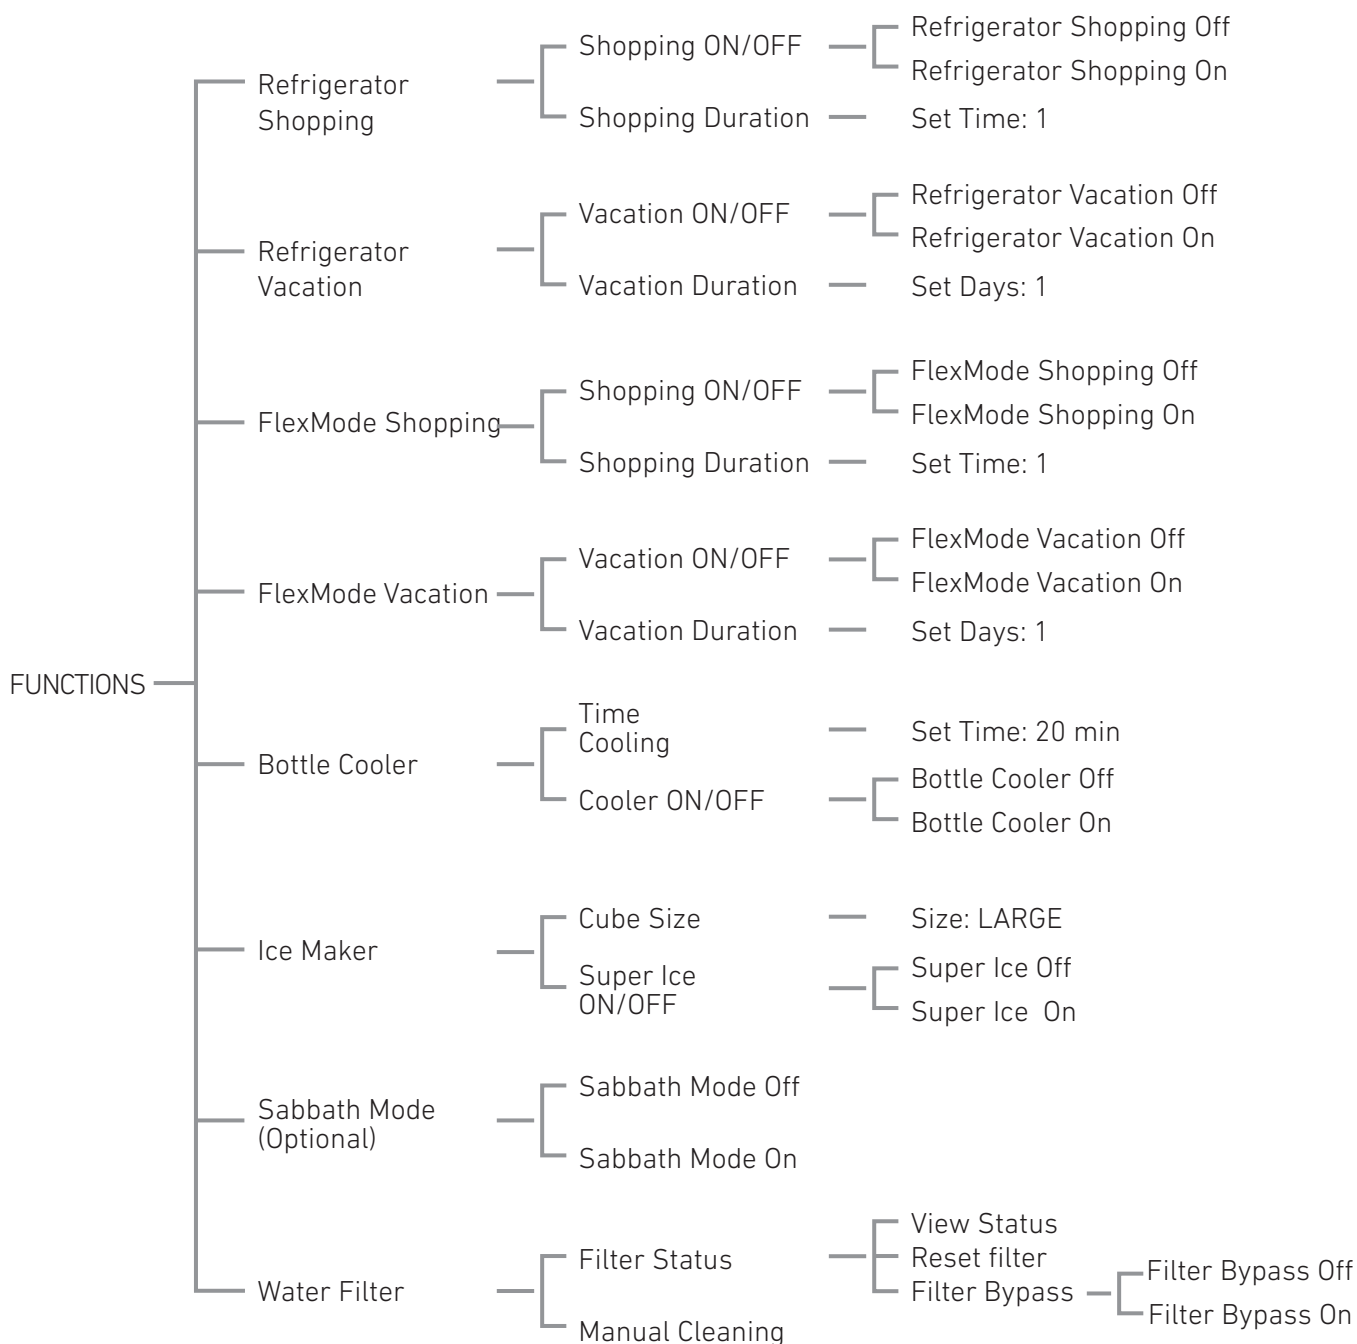 FUNCTIONS
Refrigerator
Shopping
Shopping ON/OFF
Refrigerator Shopping Off
Refrigerator Shopping On
Shopping Duration
Set Time: 1
Refrigerator
Vacation
Vacation ON/OFF
Refrigerator Vacation Off
Refrigerator Vacation On
Vacation Duration
Set Days: 1
FlexMode Shopping
Shopping ON/OFF
FlexMode Shopping Off
FlexMode Shopping On
Shopping Duration
Set Time: 1
FlexMode Vacation
Vacation ON/OFF
FlexMode Vacation Off
FlexMode Vacation On
Vacation Duration
Set Days: 1
Bottle Cooler
Time
Cooling
Set Time: 20 min
Cooler ON/OFF
Bottle Cooler Off
Bottle Cooler On
Ice Maker
Cube Size
Size: LARGE
Super Ice
ON/OFF
Super Ice Off
Super Ice  On
Sabbath Mode
(Optional)
Sabbath Mode Off
Sabbath Mode On
Water Filter
Filter Status
View Status
Reset filter
Filter Bypass
Filter Bypass Off
Filter Bypass On
Manual Cleaning